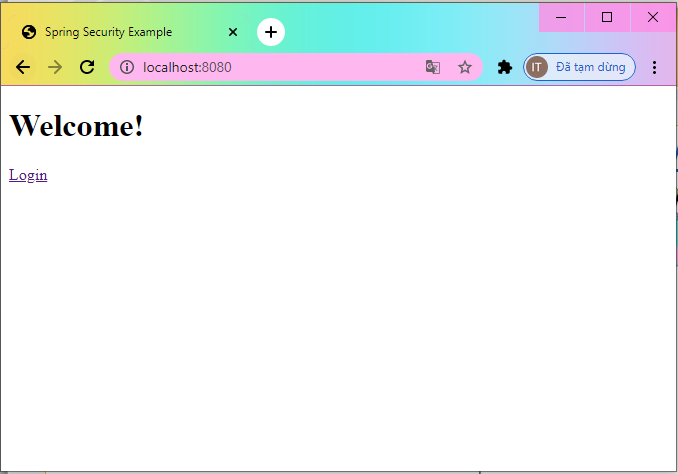 Spring Security Example
localhost:8080
IT Đã tạm dừng
Welcome!
Login